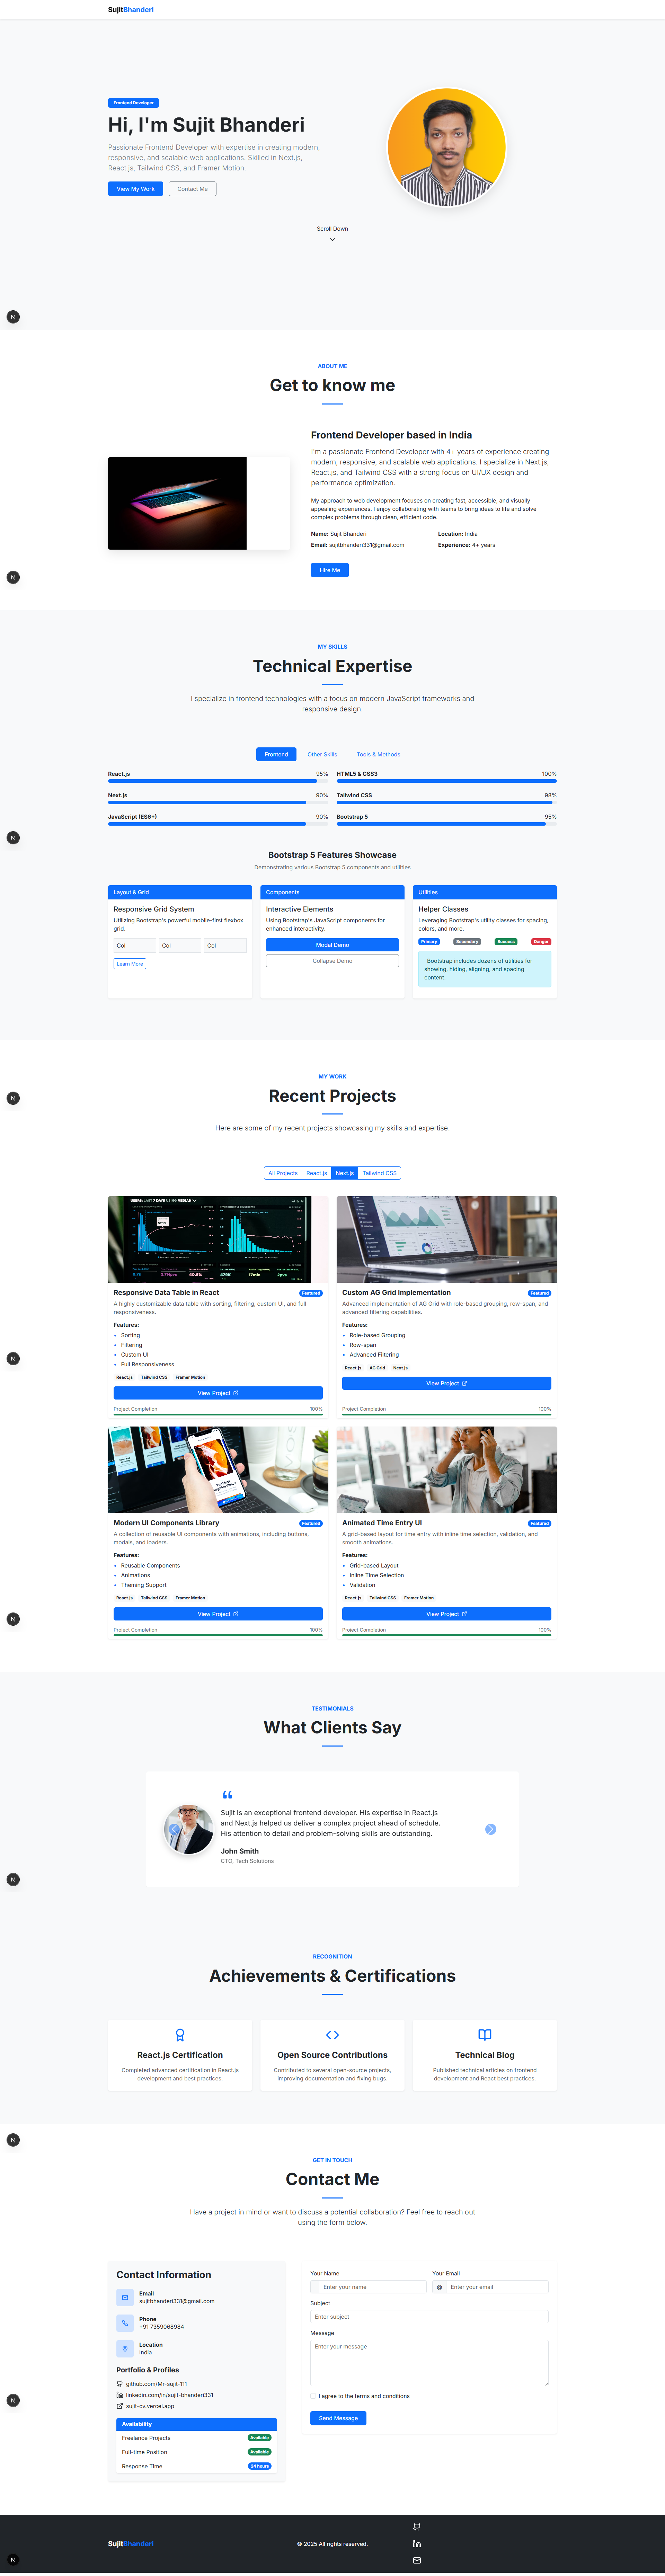 SujitBhanderi
Frontend Developer
Hi, I'm Sujit Bhanderi
Passionate Frontend Developer with expertise in creating modern,
responsive, and scalable web applications. Skilled in Next.js,
React.js, Tailwind CSS, and Framer Motion.
View My Work
Contact Me
Scroll Down
ABOUT ME
Get to know me
Frontend Developer based in India
I'm a passionate Frontend Developer with 4+ years of experience creating
modern, responsive, and scalable web applications. I specialize in Next.js,
React.js, and Tailwind CSS with a strong focus on UI/UX design and
performance optimization.
My approach to web development focuses on creating fast, accessible, and visually
appealing experiences. I enjoy collaborating with teams to bring ideas to life and solve
complex problems through clean, efficient code.
Name: Sujit Bhanderi
Location: India
Email: sujitbhanderi331@gmail.com
Experience: 4+ years
Hire Me
MY SKILLS
Technical Expertise
I specialize in frontend technologies with a focus on modern JavaScript frameworks and
responsive design.
Frontend
Other Skills
Tools & Methods
React.js 95%
HTML5 & CSS3 100%
Next.js 90%
Tailwind CSS 98%
JavaScript (ES6+) 90%
Bootstrap 5 95%
Bootstrap 5 Features Showcase
Demonstrating various Bootstrap 5 components and utilities
Layout & Grid
Responsive Grid System
Utilizing Bootstrap's powerful mobile-first flexbox
grid.
Col Col Col
Learn More
Components
Interactive Elements
Using Bootstrap's JavaScript components for
enhanced interactivity.
Modal Demo
Collapse Demo
Utilities
Helper Classes
Leveraging Bootstrap's utility classes for spacing,
colors, and more.
Primary Secondary Success Danger
Bootstrap includes dozens of utilities for
showing, hiding, aligning, and spacing
content.
MY WORK
Recent Projects
Here are some of my recent projects showcasing my skills and expertise.
All Projects React.js Next.js Tailwind CSS
USERS: LAST 7 DAYS USING MEDIAN
Responsive Data Table in React
Featured
A highly customizable data table with sorting, filtering, custom UI, and full
responsiveness.
Features:
Sorting
Filtering
Custom UI
Full Responsiveness
React.js Tailwind CSS Framer Motion
View Project
Project Completion 100%
Custom AG Grid Implementation
Featured
Advanced implementation of AG Grid with role-based grouping, row-span, and
advanced filtering capabilities.
Features:
Role-based Grouping
Row-span
Advanced Filtering
React.js AG Grid Next.js
View Project
Project Completion 100%
Modern UI Components Library
Featured
A collection of reusable UI components with animations, including buttons,
modals, and loaders.
Features:
Reusable Components
Animations
Theming Support
React.js Tailwind CSS Framer Motion
View Project
Project Completion 100%
Animated Time Entry UI
Featured
A grid-based layout for time entry with inline time selection, validation, and
smooth animations.
Features:
Grid-based Layout
Inline Time Selection
Validation
React.js Tailwind CSS Framer Motion
View Project
Project Completion 100%
TESTIMONIALS
What Clients Say
Sujit is an exceptional frontend developer. His expertise in React.js
and Next.js helped us deliver a complex project ahead of schedule.
His attention to detail and problem-solving skills are outstanding.
John Smith
CTO, Tech Solutions
RECOGNITION
Achievements & Certifications
React.js Certification
Completed advanced certification in React.js
development and best practices.
Open Source Contributions
Contributed to several open-source projects,
improving documentation and fixing bugs.
Technical Blog
Published technical articles on frontend
development and React best practices.
GET IN TOUCH
Contact Me
Have a project in mind or want to discuss a potential collaboration? Feel free to reach out
using the form below.
Contact Information
Email
sujitbhanderi331@gmail.com
Phone
+91 7359068984
Location
India
Portfolio & Profiles
github.com/Mr-sujit-111
linkedin.com/in/sujit-bhanderi331
sujit-cv.vercel.app
Availability
Freelance Projects Available
Full-time Position Available
Response Time 24 hours
Your Name
Enter your name
Your Email
@ Enter your email
Subject
Enter subject
Message
Enter your message
I agree to the terms and conditions
Send Message
SujitBhanderi
© 2025 All rights reserved.